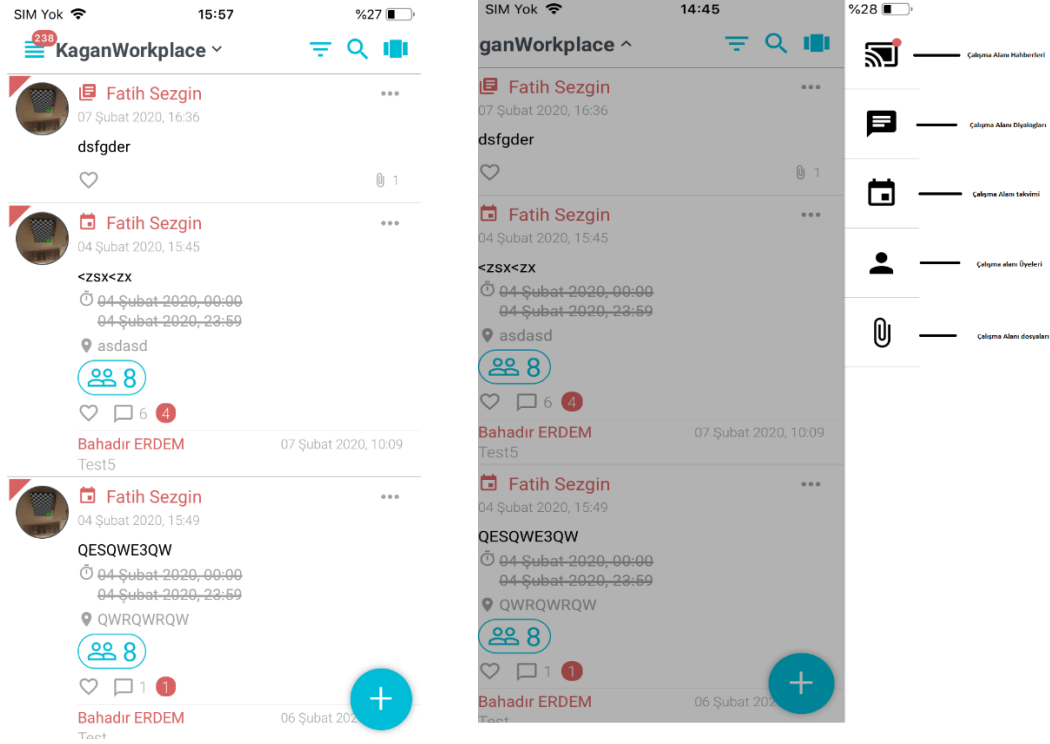 SIM Yok 15:57 %27
238
KaganWorkplace
Fatih Sezgin
07 Şubat 2020, 16:36
dsfgder
1
Fatih Sezgin
04 Şubat 2020, 15:45
<zsx<zx
04 Şubat 2020, 00:00
04 Şubat 2020, 23:59
asdasd
8
6 4
Bahadır ERDEM 07 Şubat 2020, 10:09
Test5
Fatih Sezgin
04 Şubat 2020, 15:49
QESQWE3QW
04 Şubat 2020, 00:00
04 Şubat 2020, 23:59
QWRQWRQW
8
1 1
Bahadır ERDEM 06 Şubat 202
Test
SIM Yok 14:45 %28
ganWorkplace
Fatih Sezgin
07 Şubat 2020, 16:36
dsfgder
1
Fatih Sezgin
04 Şubat 2020, 15:45
<zsx<zx
04 Şubat 2020, 00:00
04 Şubat 2020, 23:59
asdasd
8
6 4
Bahadır ERDEM 07 Şubat 2020, 10:09
Test5
Fatih Sezgin
04 Şubat 2020, 15:49
QESQWE3QW
04 Şubat 2020, 00:00
04 Şubat 2020, 23:59
QWRQWRQW
8
1 1
Bahadır ERDEM 06 Şubat 202
Test
Çalışma Alanı Hahberleri
Çalışma Alanı Diyalogları
Çalışma Alanı takvimi
Çalışma alanı Üyeleri
Çalışma Alanı dosyaları